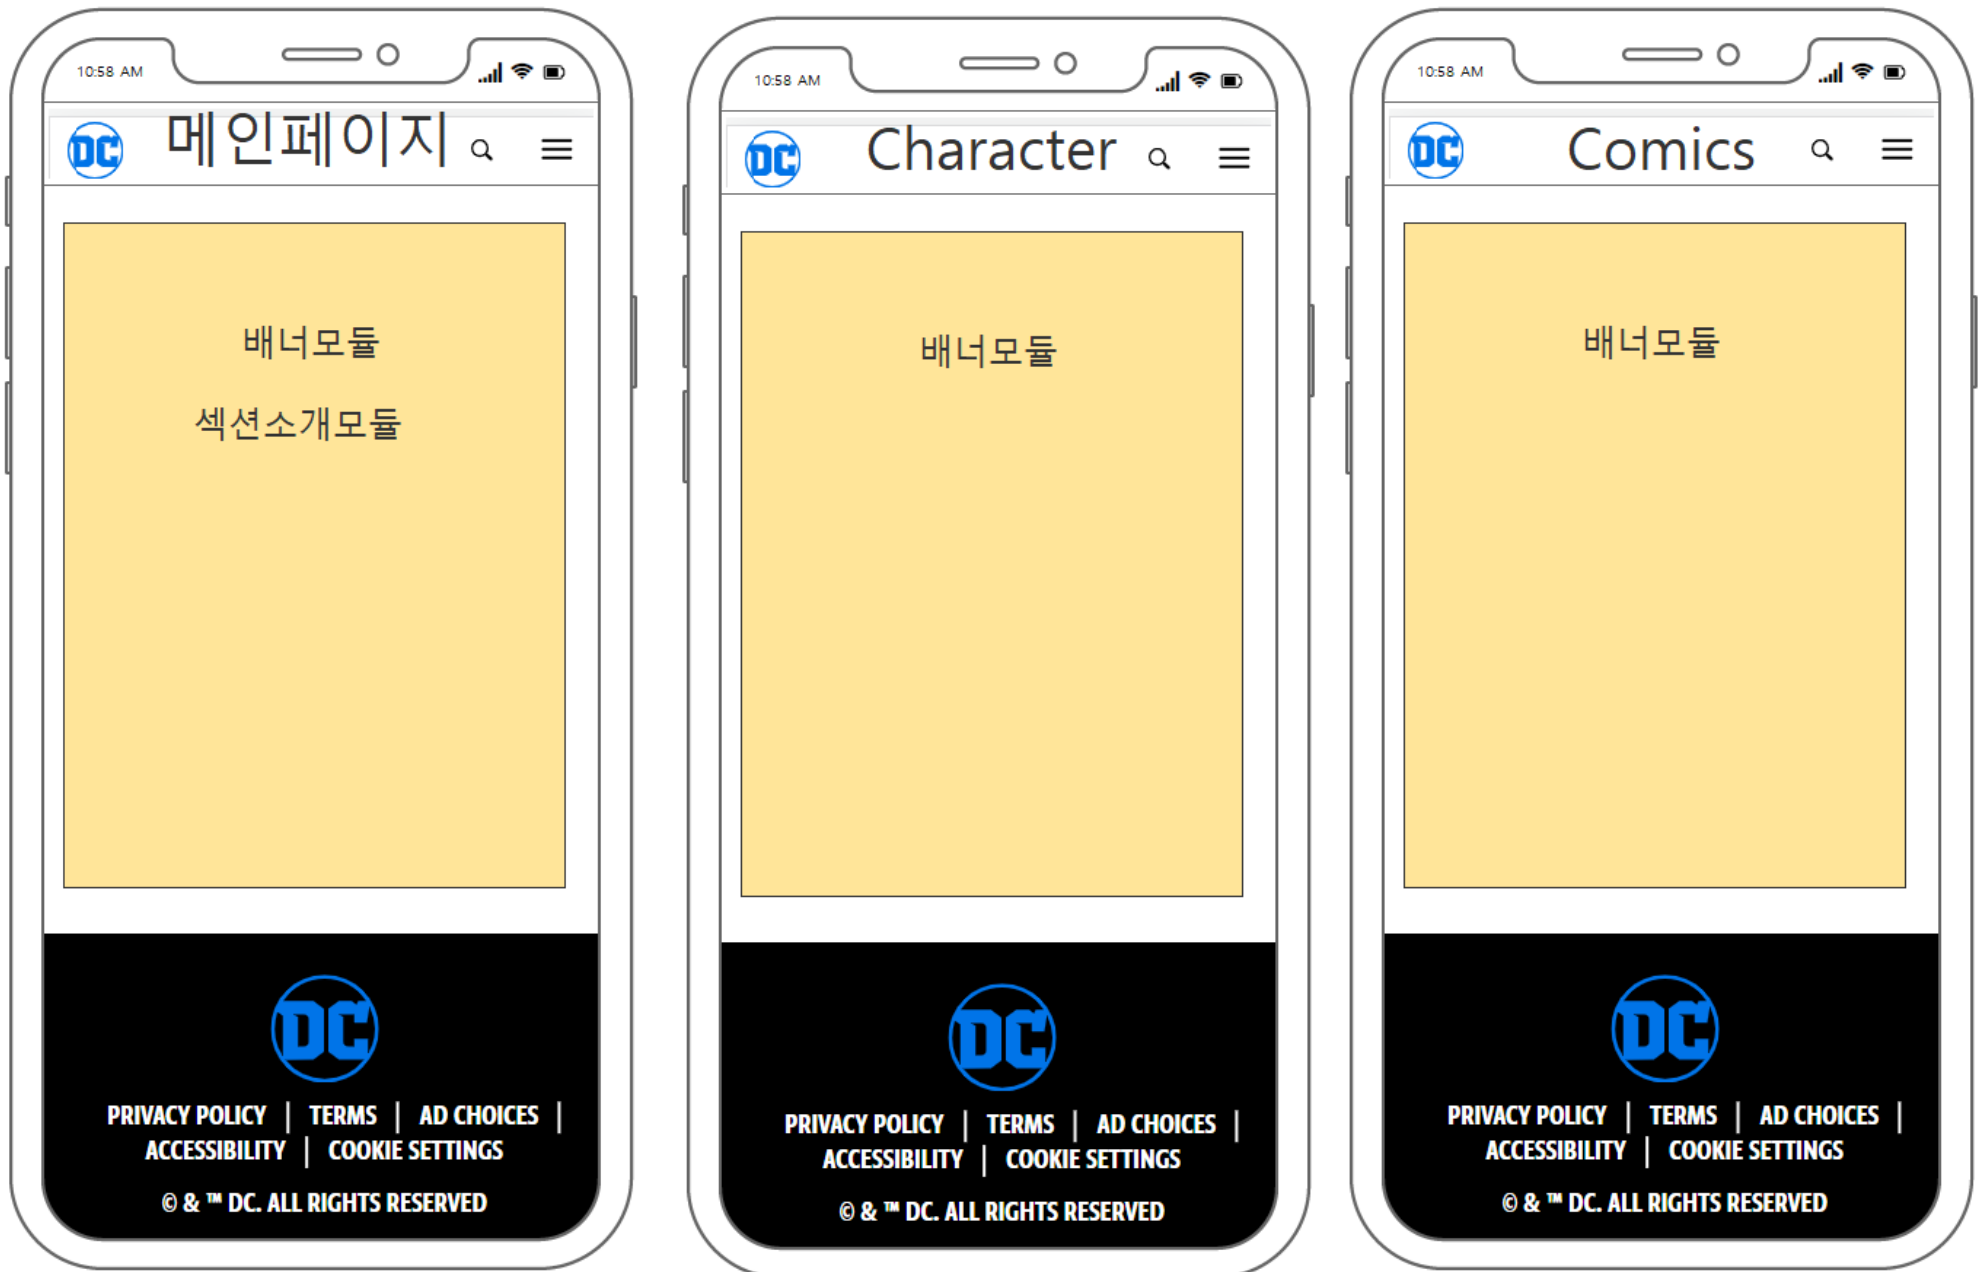 10:58 AM
DC
메인페이지
배너모듈
섹션소개모듈
DC
PRIVACY POLICY | TERMS | AD CHOICES |
ACCESSIBILITY | COOKIE SETTINGS
© & ™ DC. ALL RIGHTS RESERVED
10:58 AM
DC
Character
배너모듈
DC
PRIVACY POLICY | TERMS | AD CHOICES |
ACCESSIBILITY | COOKIE SETTINGS
© & ™ DC. ALL RIGHTS RESERVED
10:58 AM
DC
Comics
배너모듈
DC
PRIVACY POLICY | TERMS | AD CHOICES |
ACCESSIBILITY | COOKIE SETTINGS
© & ™ DC. ALL RIGHTS RESERVED